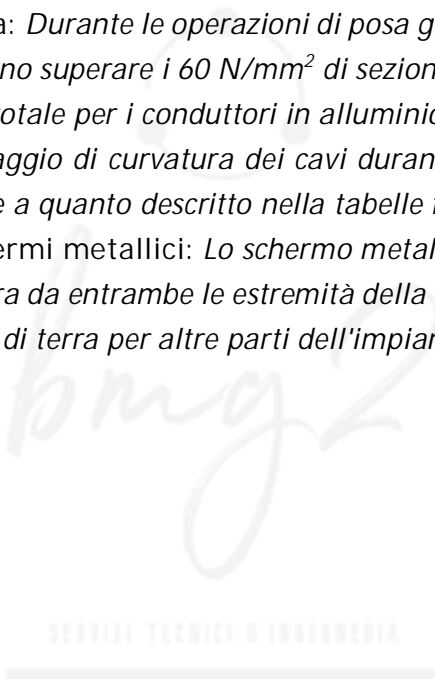 a: Durante le operazioni di posa g
no superare i 60 N/mm² di sezion
totale per i conduttori in alluminio
aggio di curvatura dei cavi duran
e a quanto descritto nella tabelle f
ermi metallici: Lo schermo metal
ra da entrambe le estremità della
di terra per altre parti dell'impian
bmg2
SERVIZI TECNICI D'INGEGNERIA